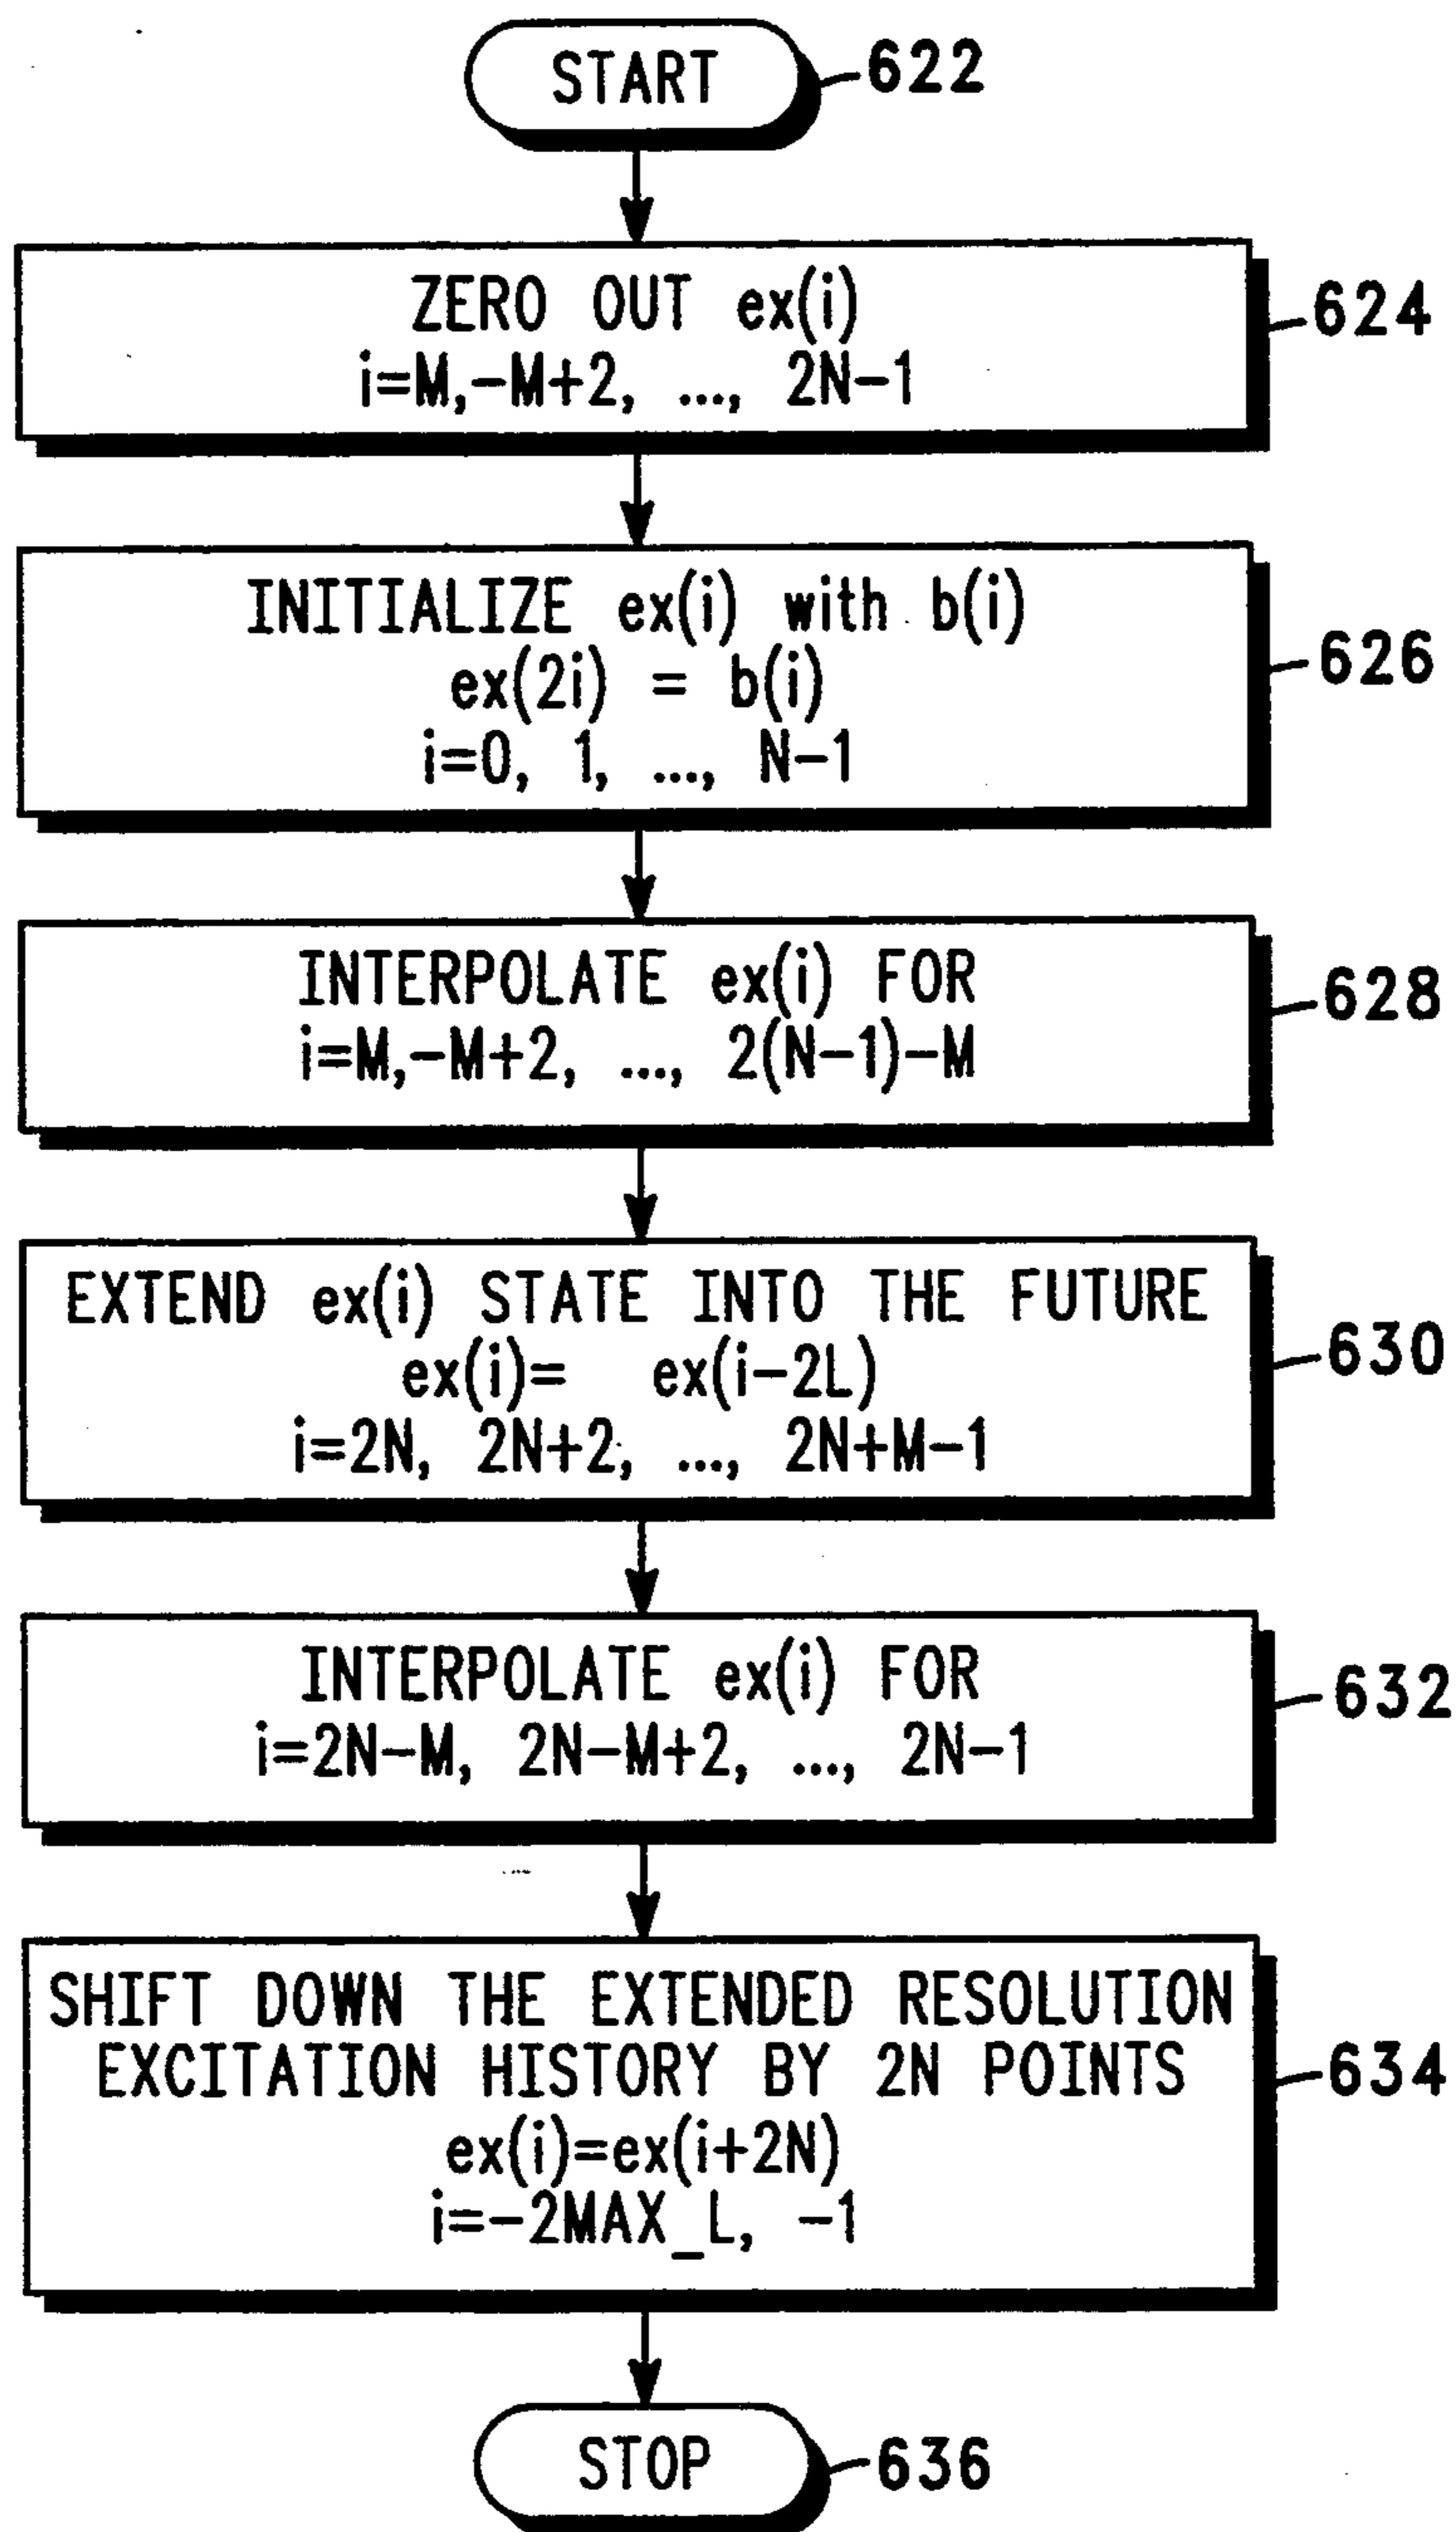 START
622
ZERO OUT ex(i)
i=M,-M+2, ..., 2N-1
624
INITIALIZE ex(i) with b(i)
ex(2i) = b(i)
i=0, 1, ..., N-1
626
INTERPOLATE ex(i) FOR
i=M,-M+2, ..., 2(N-1)-M
628
EXTEND ex(i) STATE INTO THE FUTURE
ex(i)= ex(i-2L)
i=2N, 2N+2, ..., 2N+M-1
630
INTERPOLATE ex(i) FOR
i=2N-M, 2N-M+2, ..., 2N-1
632
SHIFT DOWN THE EXTENDED RESOLUTION
EXCITATION HISTORY BY 2N POINTS
ex(i)=ex(i+2N)
i=-2MAX_L, -1
634
STOP
636